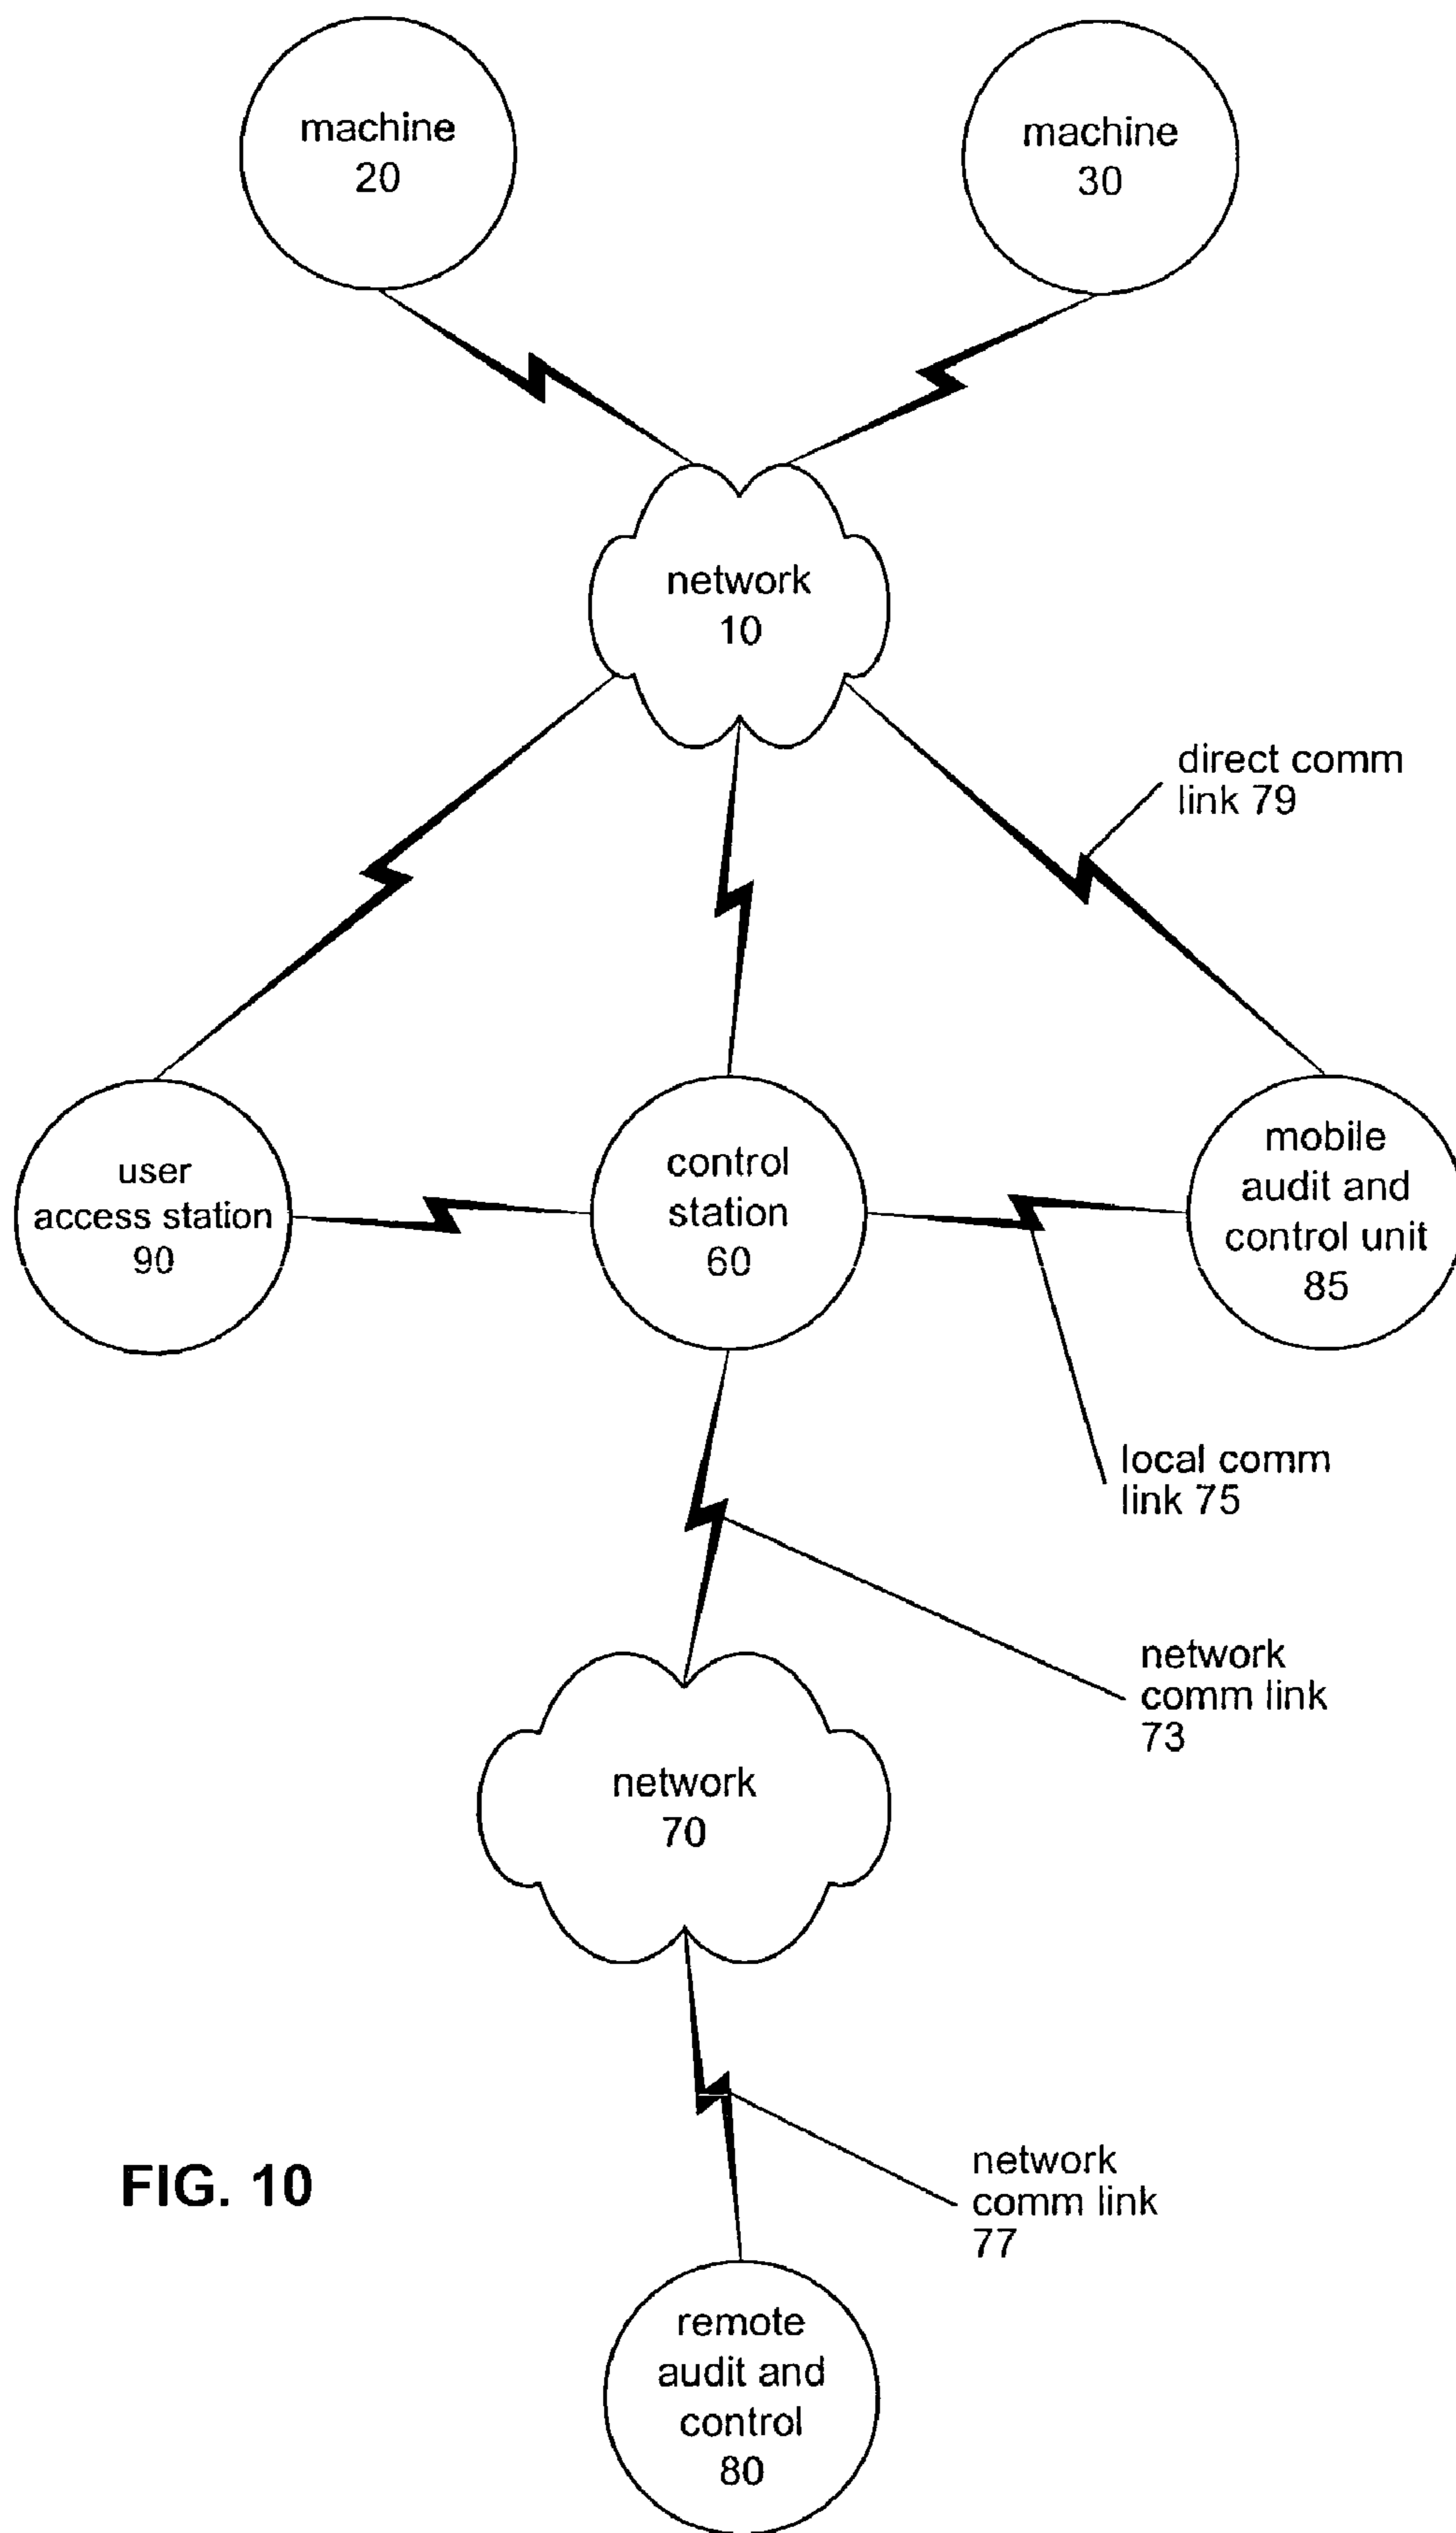 machine
20
machine
30
network
10
direct comm
link 79
user
access station
90
control
station
60
mobile
audit and
control unit
85
local comm
link 75
network
comm link
73
network
70
network
comm link
77
FIG. 10
remote
audit and
control
80